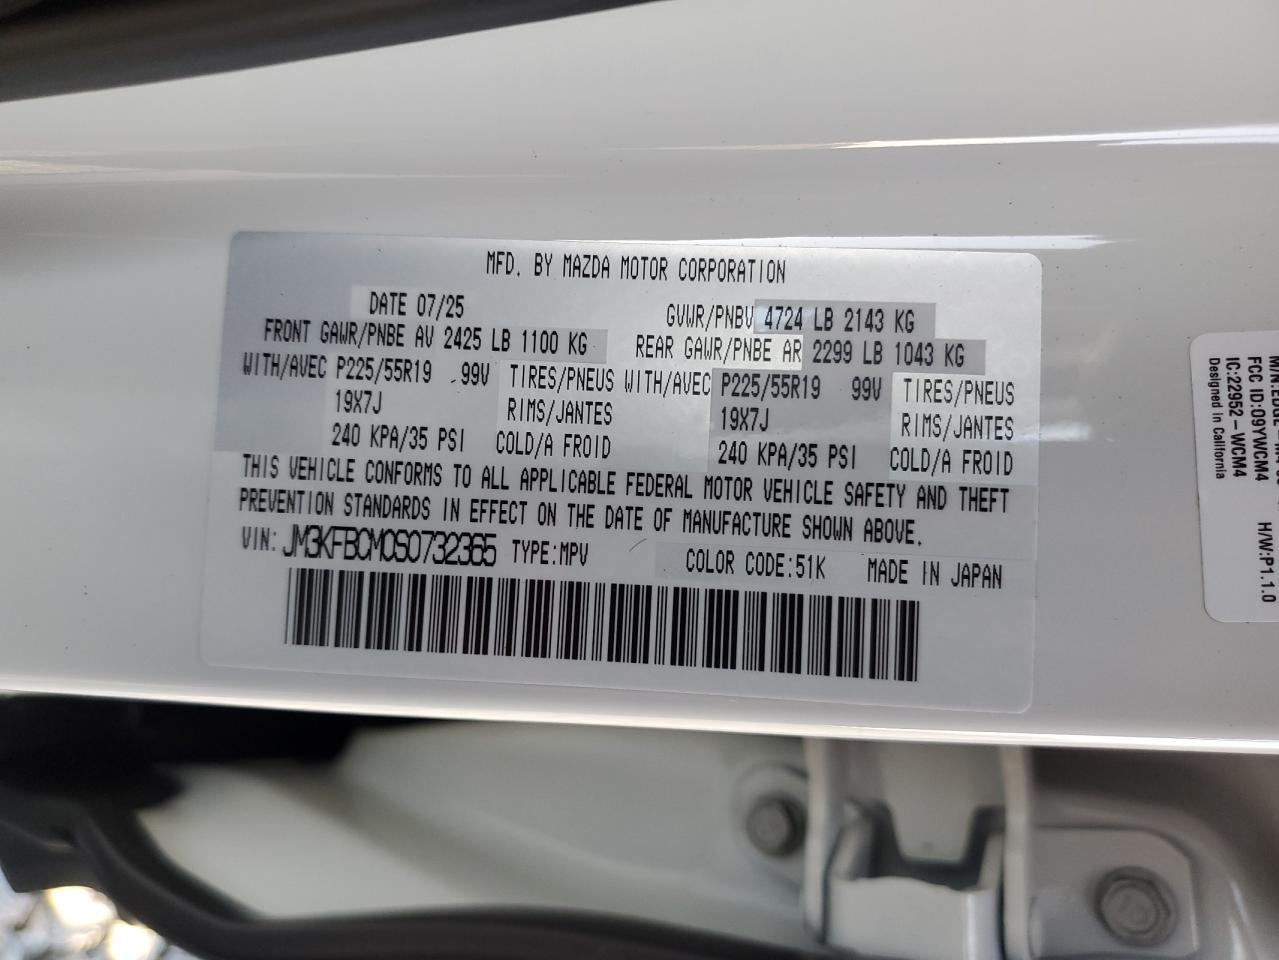 MFD. BY MAZDA MOTOR CORPORATION
DATE 07/25 GVWR/PNBV 4724 LB 2143 KG
FRONT GAWR/PNBE AV 2425 LB 1100 KG REAR GAWR/PNBE AR 2299 LB 1043 KG
WITH/AVEC P225/55R19 99V TIRES/PNEUS WITH/AVEC P225/55R19 99V TIRES/PNEUS
19X7J RIMS/JANTES 19X7J RIMS/JANTES
240 KPA/35 PSI COLD/A FROID 240 KPA/35 PSI COLD/A FROID
THIS VEHICLE CONFORMS TO ALL APPLICABLE FEDERAL MOTOR VEHICLE SAFETY AND THEFT
PREVENTION STANDARDS IN EFFECT ON THE DATE OF MANUFACTURE SHOWN ABOVE.
VIN: JM3KFBCM0S0732365 TYPE:MPV COLOR CODE:51K MADE IN JAPAN
FCC ID:O9YWCM4 H/W:P1.1.0
IC:22952-WCM4
Designed in California